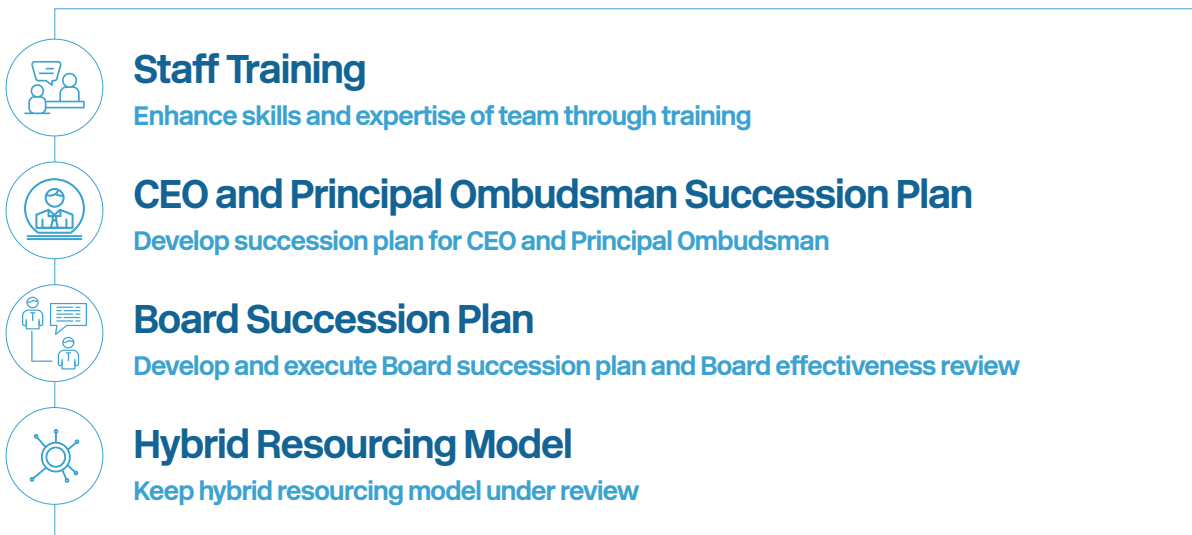 Staff Training
Enhance skills and expertise of team through training
CEO and Principal Ombudsman Succession Plan
Develop succession plan for CEO and Principal Ombudsman
Board Succession Plan
Develop and execute Board succession plan and Board effectiveness review
Hybrid Resourcing Model
Keep hybrid resourcing model under review